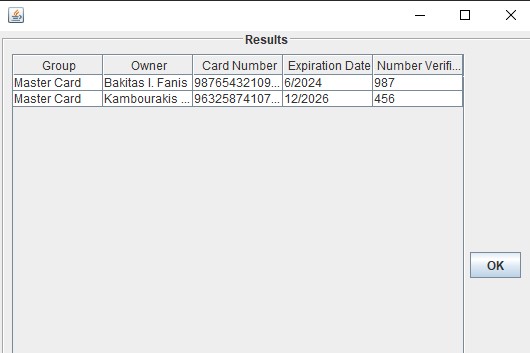 Results
Group Owner Card Number Expiration Date Number Verifi...
Master Card Bakitas I. Fanis 98765432109... 6/2024 987
Master Card Kambourakis ... 96325874107... 12/2026 456
OK